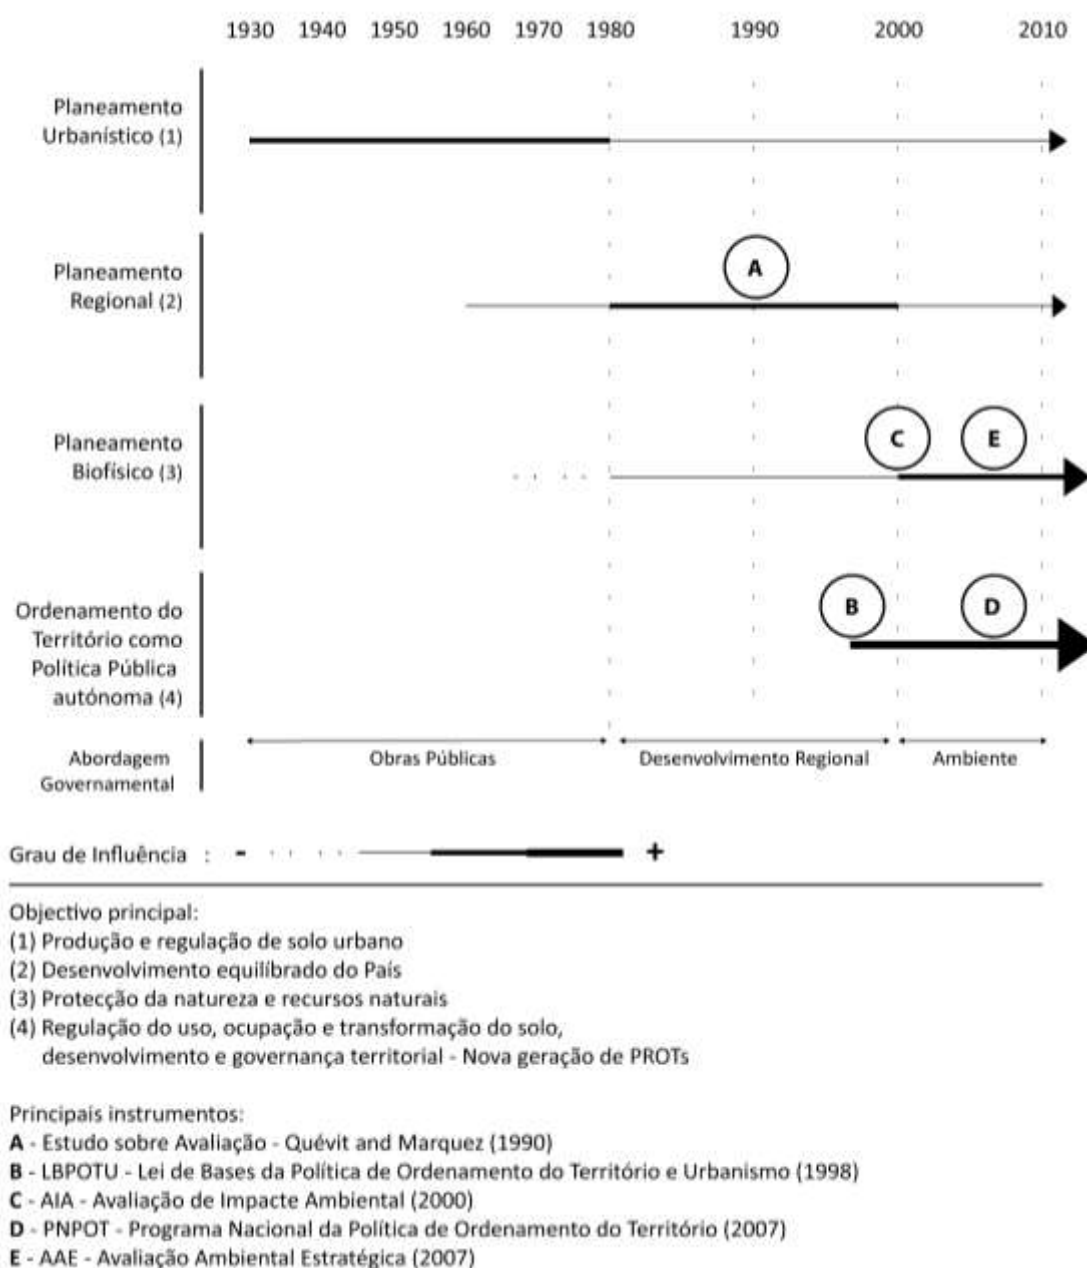 1930 1940 1950 1960 1970 1980 1990 2000 2010
Planeamento
Urbanístico (1)
Planeamento
Regional (2)
A
Planeamento
Biofísico (3)
C E
Ordenamento do
Território como
Política Pública
autónoma (4)
B D
Abordagem
Governamental
Obras Públicas Desenvolvimento Regional Ambiente
Grau de Influência : - +
Objectivo principal:
(1) Produção e regulação de solo urbano
(2) Desenvolvimento equilíbrado do País
(3) Protecção da natureza e recursos naturais
(4) Regulação do uso, ocupação e transformação do solo,
desenvolvimento e governança territorial - Nova geração de PROTs
Principais instrumentos:
A - Estudo sobre Avaliação - Quévit and Marquez (1990)
B - LBPOTU - Lei de Bases da Política de Ordenamento do Território e Urbanismo (1998)
C - AIA - Avaliação de Impacte Ambiental (2000)
D - PNPOT - Programa Nacional da Política de Ordenamento do Território (2007)
E - AAE - Avaliação Ambiental Estratégica (2007)